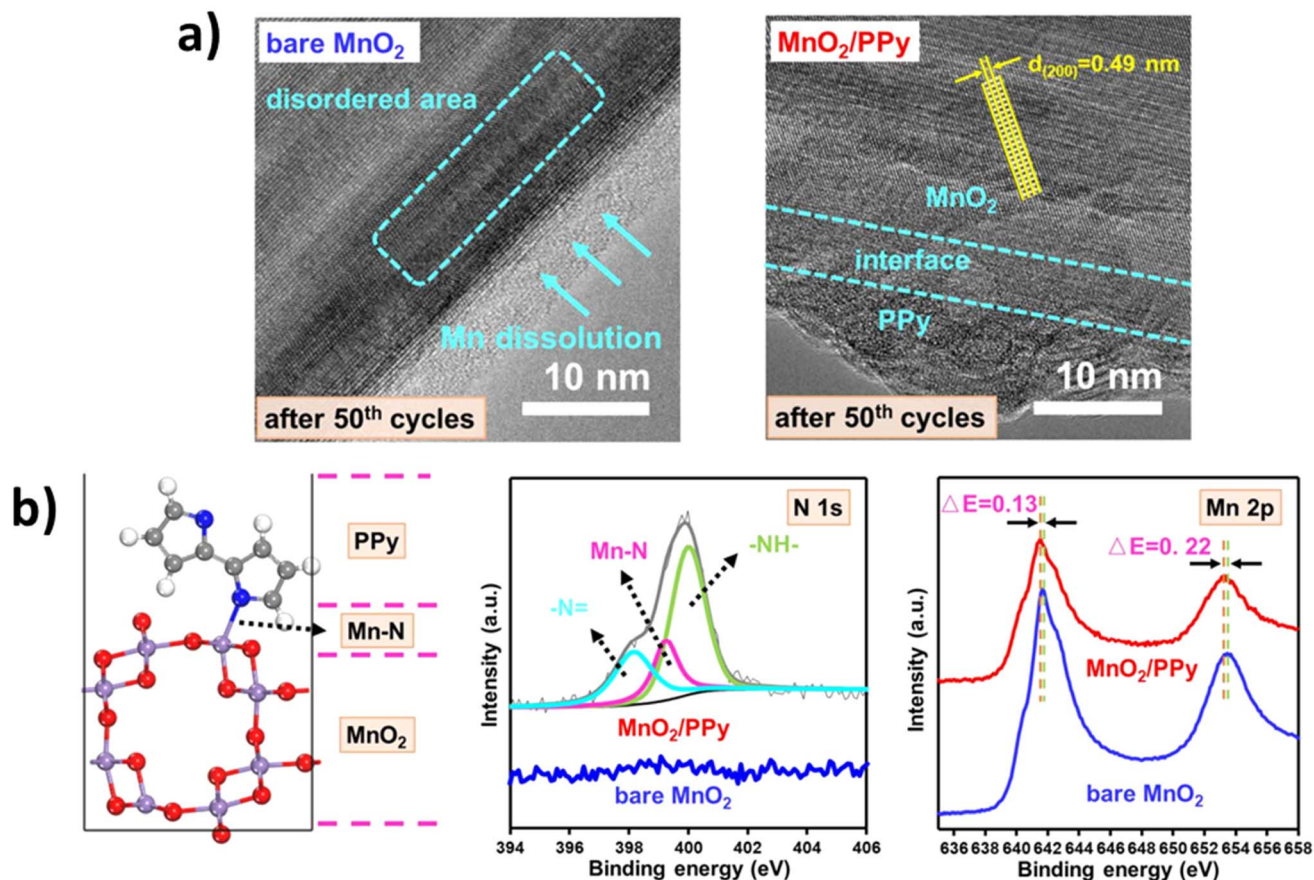 a)
bare MnO₂
disordered area
Mn dissolution
10 nm
after 50ᵗʰ cycles
MnO₂/PPy
d₍₂₀₀₎=0.49 nm
MnO₂
interface
PPy
10 nm
after 50ᵗʰ cycles
b)
PPy
Mn-N
MnO₂
N 1s
Mn-N
-NH-
-N=
MnO₂/PPy
bare MnO₂
Intensity (a.u.)
394 396 398 400 402 404 406
Binding energy (eV)
△E=0.13
Mn 2p
△E=0. 22
MnO₂/PPy
bare MnO₂
Intensity (a.u.)
636 638 640 642 644 646 648 650 652 654 656 658
Binding energy (eV)